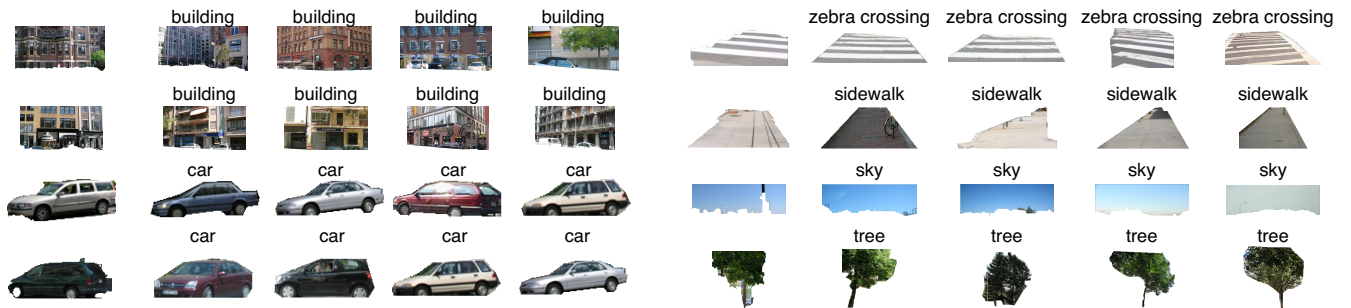 building building building building
building building building building
car car car car
car car car car
zebra crossing zebra crossing zebra crossing zebra crossing
sidewalk sidewalk sidewalk sidewalk
sky sky sky sky
tree tree tree tree